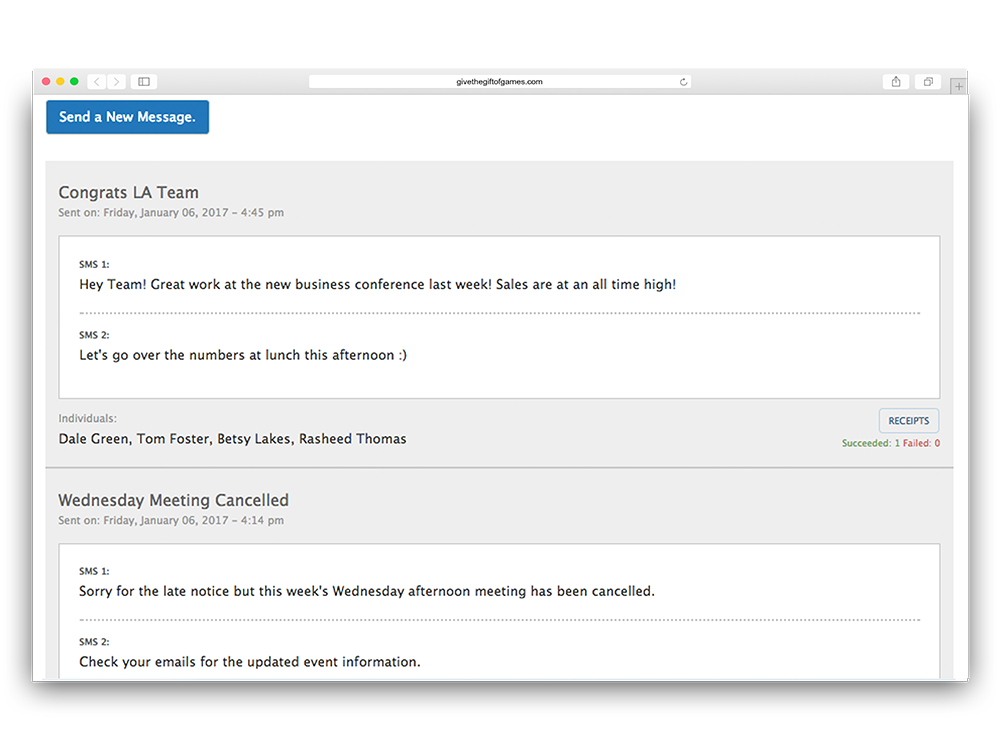 givethegiftofgames.com
Send a New Message.
Congrats LA Team
Sent on: Friday, January 06, 2017 – 4:45 pm
SMS 1:
Hey Team! Great work at the new business conference last week! Sales are at an all time high!
SMS 2:
Let's go over the numbers at lunch this afternoon :)
Individuals:
RECEIPTS
Dale Green, Tom Foster, Betsy Lakes, Rasheed Thomas
Succeeded: 1 Failed: 0
Wednesday Meeting Cancelled
Sent on: Friday, January 06, 2017 – 4:14 pm
SMS 1:
Sorry for the late notice but this week's Wednesday afternoon meeting has been cancelled.
SMS 2:
Check your emails for the updated event information.